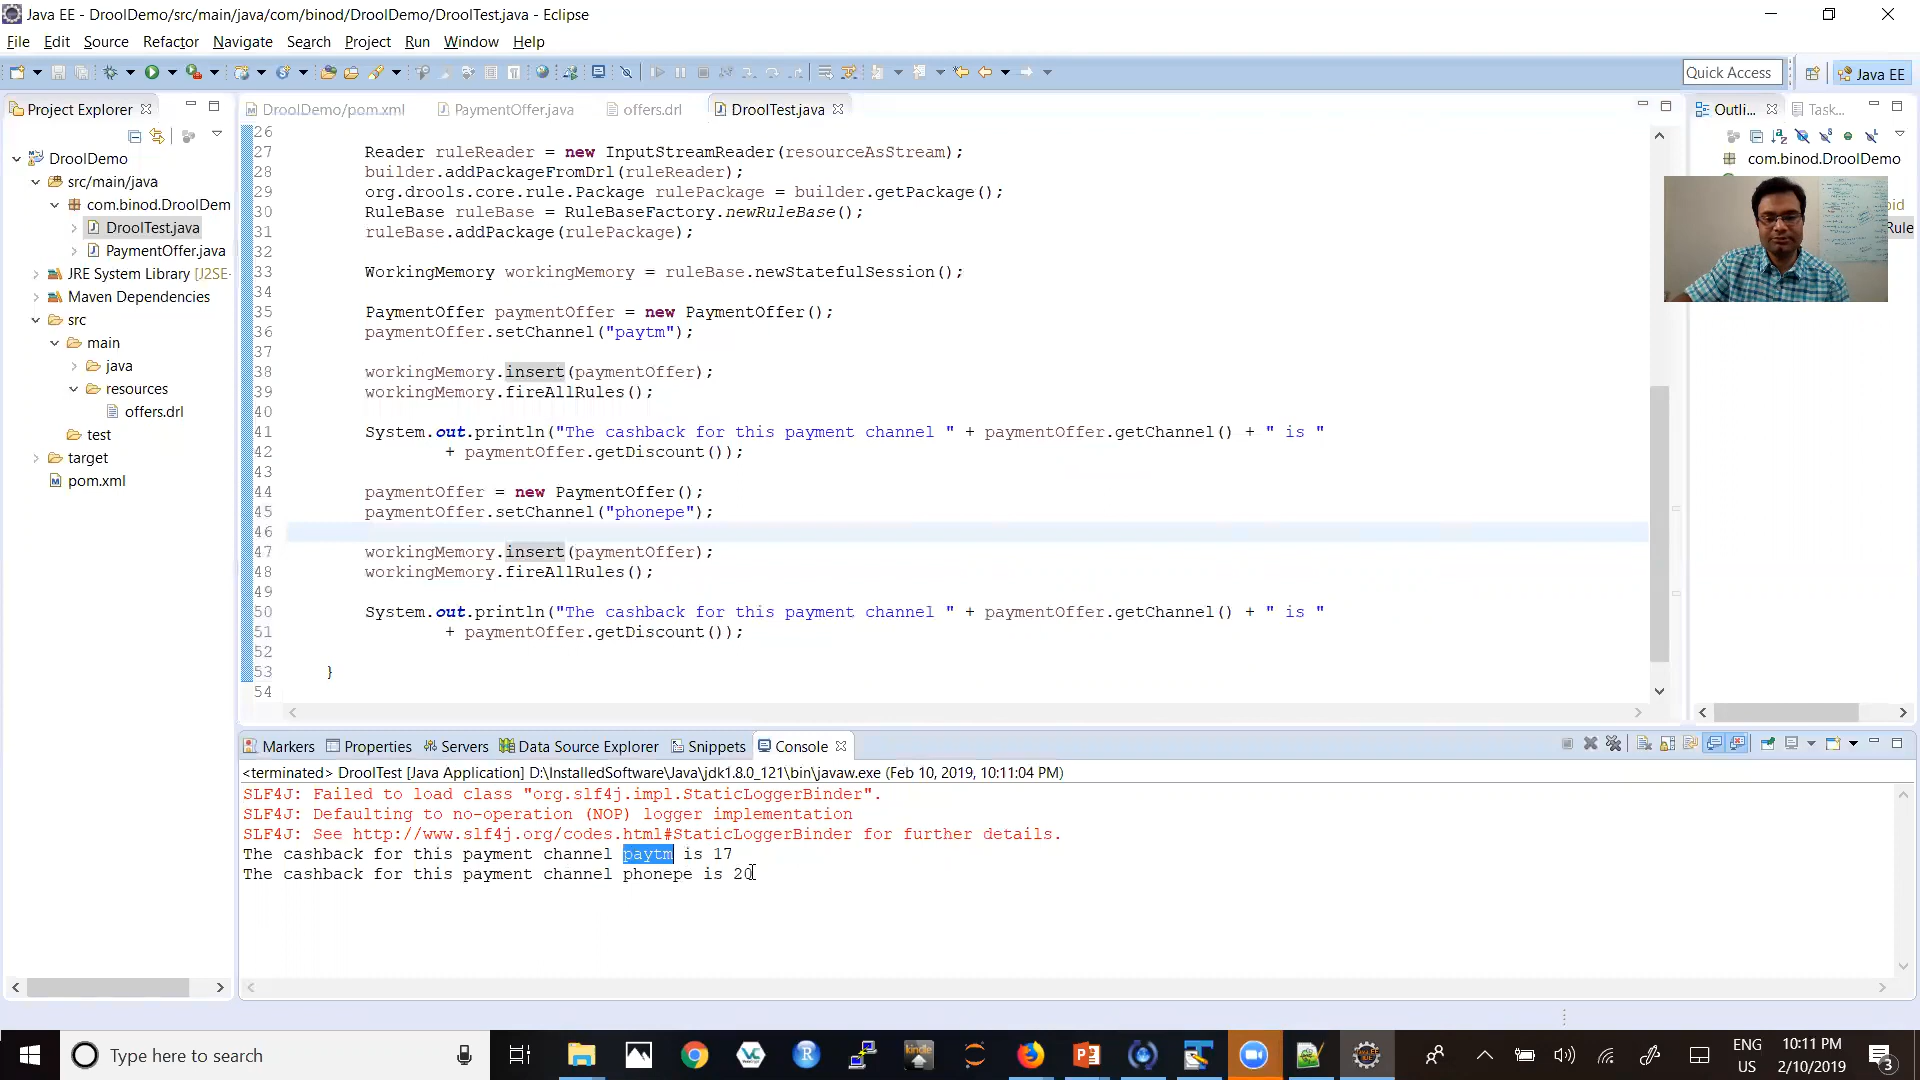 Java EE - DroolDemo/src/main/java/com/binod/DroolDemo/DroolTest.java - Eclipse
File Edit Source Refactor Navigate Search Project Run Window Help
Quick Access
Java EE
Project Explorer
DroolDemo/pom.xml
PaymentOffer.java
offers.drl
DroolTest.java
Outli...
Task...
DroolDemo
src/main/java
com.binod.DroolDem
DroolTest.java
PaymentOffer.java
JRE System Library [J2SE-
Maven Dependencies
src
main
java
resources
offers.drl
test
target
pom.xml
26
27 Reader ruleReader = new InputStreamReader(resourceAsStream);
28 builder.addPackageFromDrl(ruleReader);
29 org.drools.core.rule.Package rulePackage = builder.getPackage();
30 RuleBase ruleBase = RuleBaseFactory.newRuleBase();
31 ruleBase.addPackage(rulePackage);
32
33 WorkingMemory workingMemory = ruleBase.newStatefulSession();
34
35 PaymentOffer paymentOffer = new PaymentOffer();
36 paymentOffer.setChannel("paytm");
37
38 workingMemory.insert(paymentOffer);
39 workingMemory.fireAllRules();
40
41 System.out.println("The cashback for this payment channel " + paymentOffer.getChannel() + " is "
42 + paymentOffer.getDiscount());
43
44 paymentOffer = new PaymentOffer();
45 paymentOffer.setChannel("phonepe");
46
47 workingMemory.insert(paymentOffer);
48 workingMemory.fireAllRules();
49
50 System.out.println("The cashback for this payment channel " + paymentOffer.getChannel() + " is "
51 + paymentOffer.getDiscount());
52
53 }
54
com.binod.DroolDemo
oid
Rule
Markers Properties Servers Data Source Explorer Snippets Console
<terminated> DroolTest [Java Application] D:\InstalledSoftware\Java\jdk1.8.0_121\bin\javaw.exe (Feb 10, 2019, 10:11:04 PM)
SLF4J: Failed to load class "org.slf4j.impl.StaticLoggerBinder".
SLF4J: Defaulting to no-operation (NOP) logger implementation
SLF4J: See http://www.slf4j.org/codes.html#StaticLoggerBinder for further details.
The cashback for this payment channel paytm is 17
The cashback for this payment channel phonepe is 20
Type here to search
kindle
ENG
US
10:11 PM
2/10/2019
3